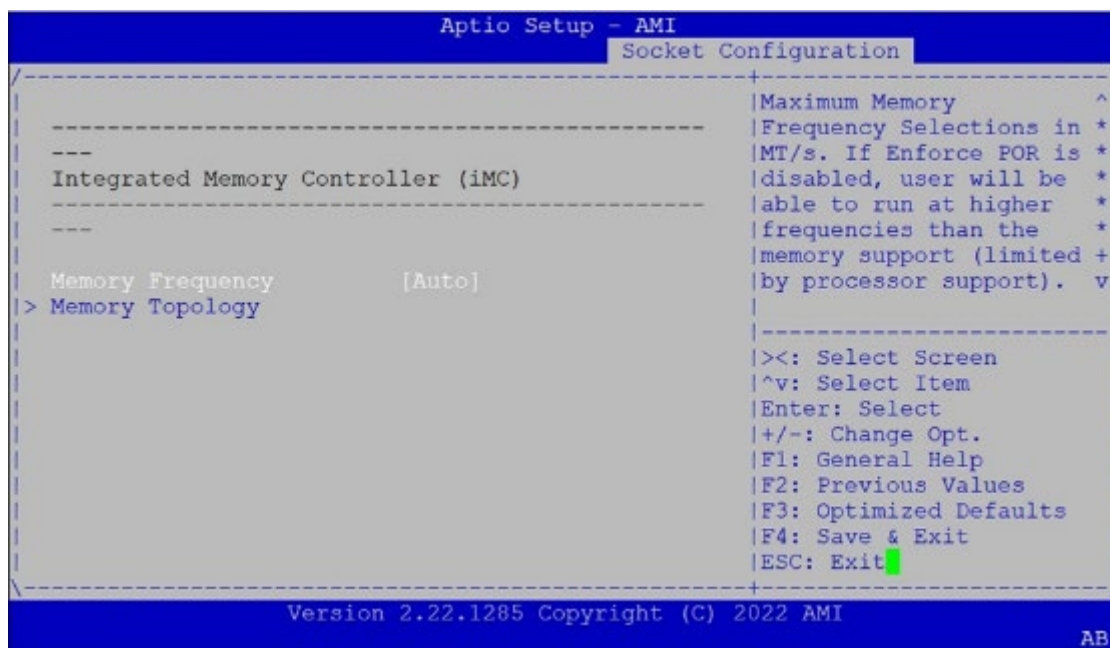 Aptio Setup - AMI
Socket Configuration
/-----------------------------------------------------+-------------------------
|Maximum Memory ^
----------------------------------------------- |Frequency Selections in *
--- |MT/s. If Enforce POR is *
Integrated Memory Controller (iMC) |disabled, user will be *
----------------------------------------------- |able to run at higher *
--- |frequencies than the *
|memory support (limited +
Memory Frequency [Auto] |by processor support). v
> Memory Topology
|-------------------------
|><: Select Screen
|^v: Select Item
|Enter: Select
|+/-: Change Opt.
|F1: General Help
|F2: Previous Values
|F3: Optimized Defaults
|F4: Save & Exit
|ESC: Exit
\-----------------------------------------------------+-------------------------
Version 2.22.1285 Copyright (C) 2022 AMI
AB